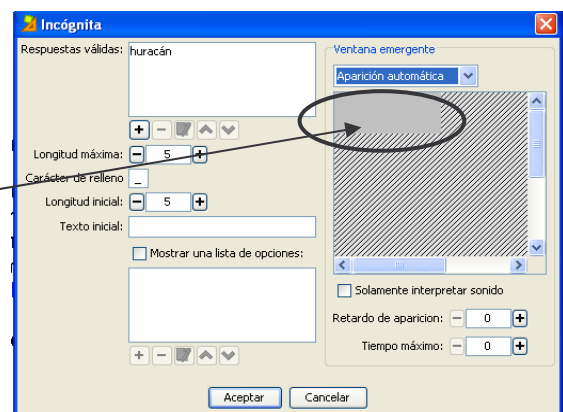 Incógnita
Respuestas válidas:
huracán
Longitud máxima:
5
Carácter de relleno
_
Longitud inicial:
5
Texto inicial:
Mostrar una lista de opciones:
Ventana emergente
Aparición automática
Solamente interpretar sonido
Retardo de aparicion:
0
Tiempo máximo:
0
Aceptar
Cancelar